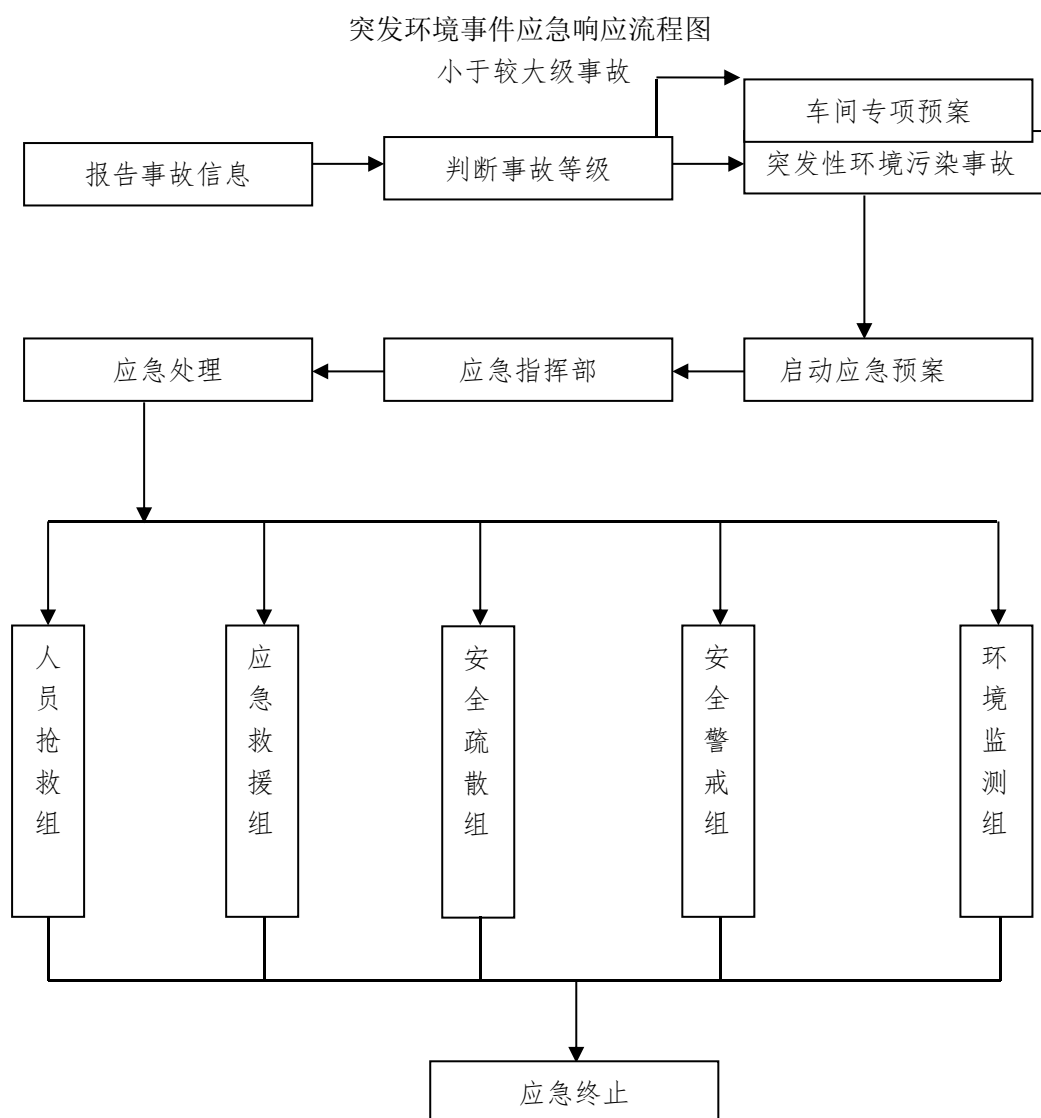 突发环境事件应急响应流程图
小于较大级事故
车间专项预案
报告事故信息
判断事故等级
突发性环境污染事故
应急处理
应急指挥部
启动应急预案
人员抢救组
应急救援组
安全疏散组
安全警戒组
环境监测组
应急终止